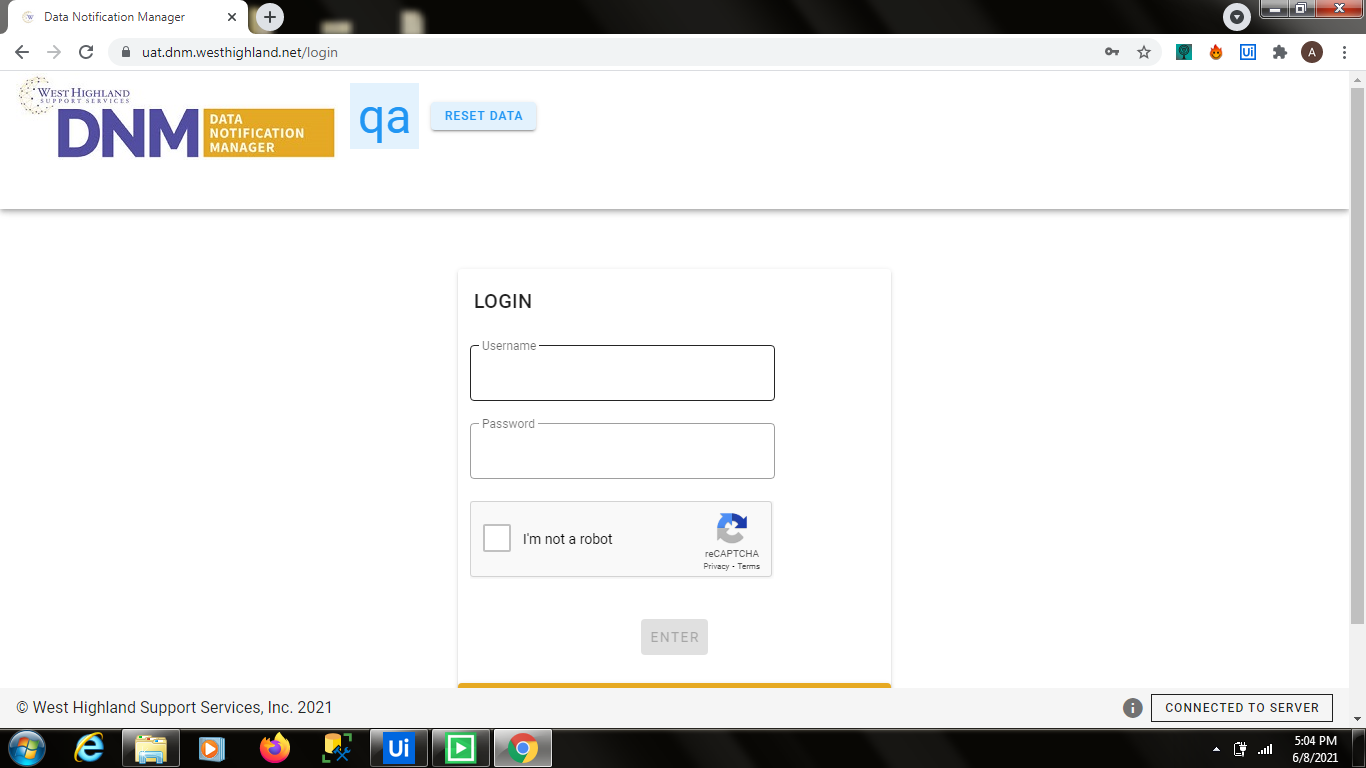 Data Notification Manager
uat.dnm.westhighland.net/login
Ui
A
WEST HIGHLAND
SUPPORT SERVICES
DNM
DATA
NOTIFICATION
MANAGER
qa
RESET DATA
LOGIN
Username
Password
I'm not a robot
reCAPTCHA
Privacy - Terms
ENTER
© West Highland Support Services, Inc. 2021
CONNECTED TO SERVER
Ui
5:04 PM
6/8/2021